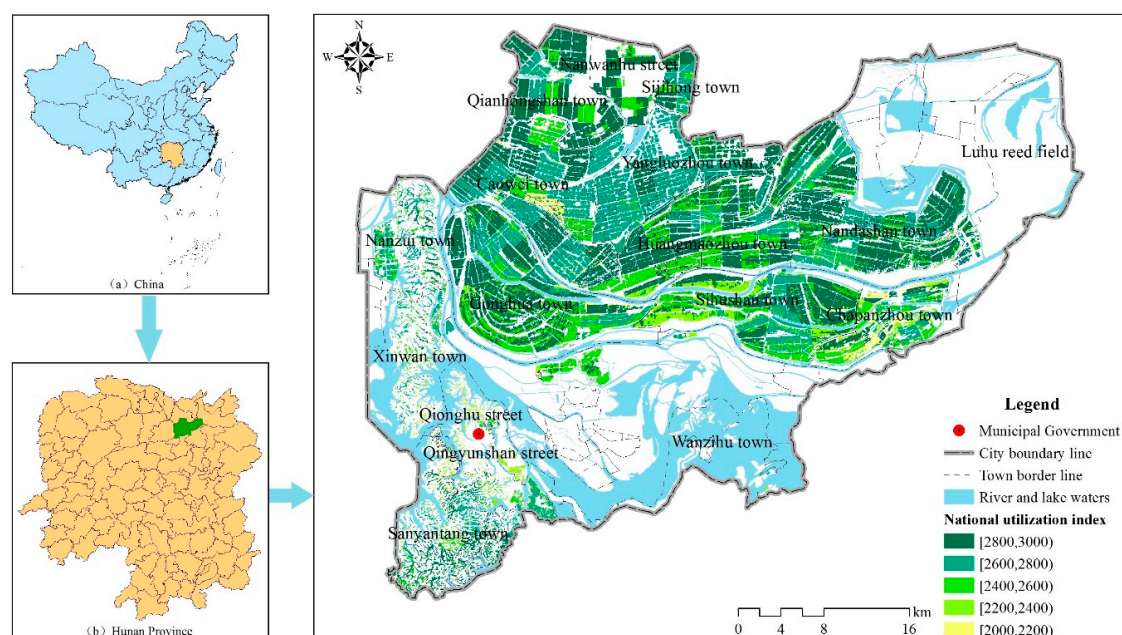 (a) China
(b) Hunan Province
N
W
E
S
Nanwanhu street
Sijihong town
Qianhongshan town
Yangluozhou town
Luhu reed field
Caowei town
Nanzui town
Huangmaozhou town
Nandashan town
Gonghua town
Sihushan town
Chapanzhou town
Xinwan town
Qionghu street
Qingyunshan street
Wanzihu town
Sanyantang town
Legend
Municipal Government
City boundary line
Town border line
River and lake waters
National utilization index
[2800,3000)
[2600,2800)
[2400,2600)
[2200,2400)
[2000,2200)
km
0 4 8 16